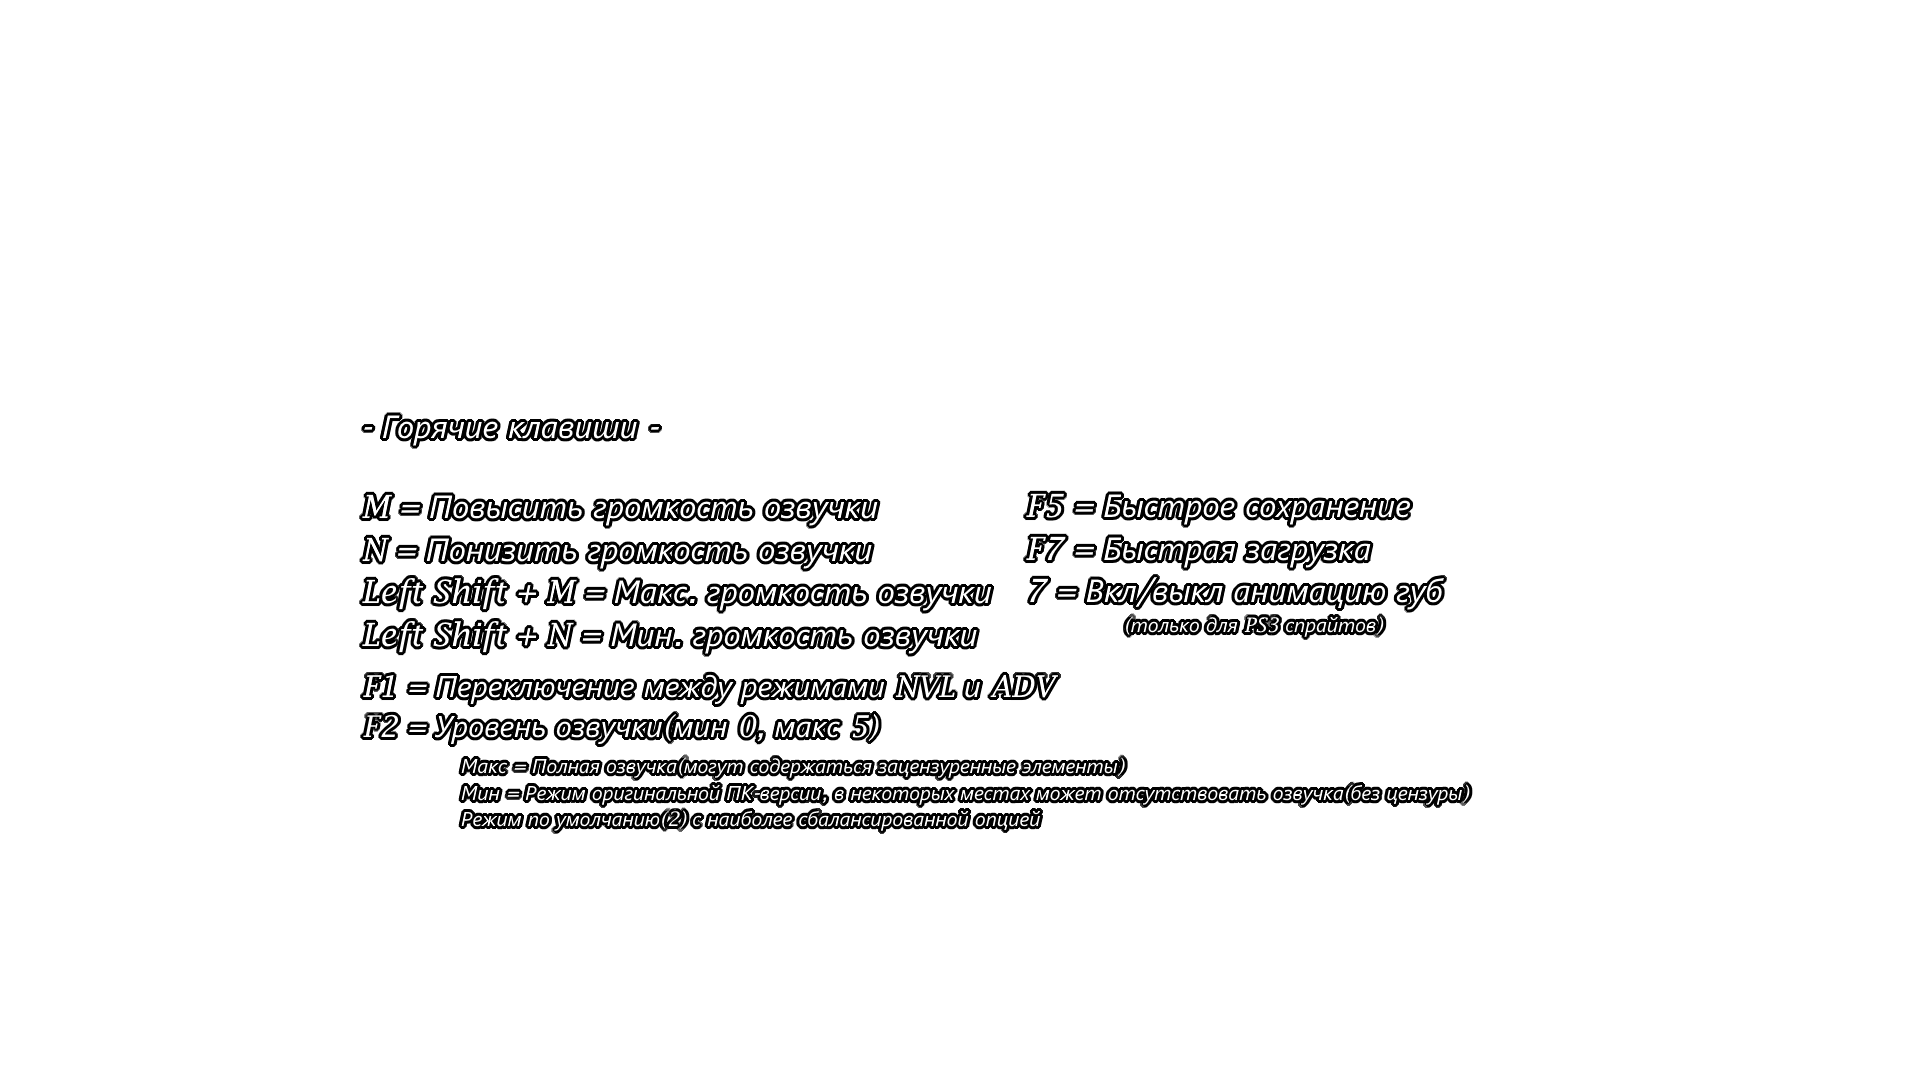 - Горячие клавиши -
M = Повысить громкость озвучки
N = Понизить громкость озвучки
Left Shift + M = Макс. громкость озвучки
Left Shift + N = Мин. громкость озвучки
F5 = Быстрое сохранение
F7 = Быстрая загрузка
7 = Вкл/выкл анимацию губ
(только для PS3 спрайтов)
F1 = Переключение между режимами NVL и ADV
F2 = Уровень озвучки(мин 0, макс 5)
Макс = Полная озвучка(могут содержаться зацензуренные элементы)
Мин = Режим оригинальной ПК-версии, в некоторых местах может отсутствовать озвучка(без цензуры)
Режим по умолчанию(2) с наиболее сбалансированной опцией